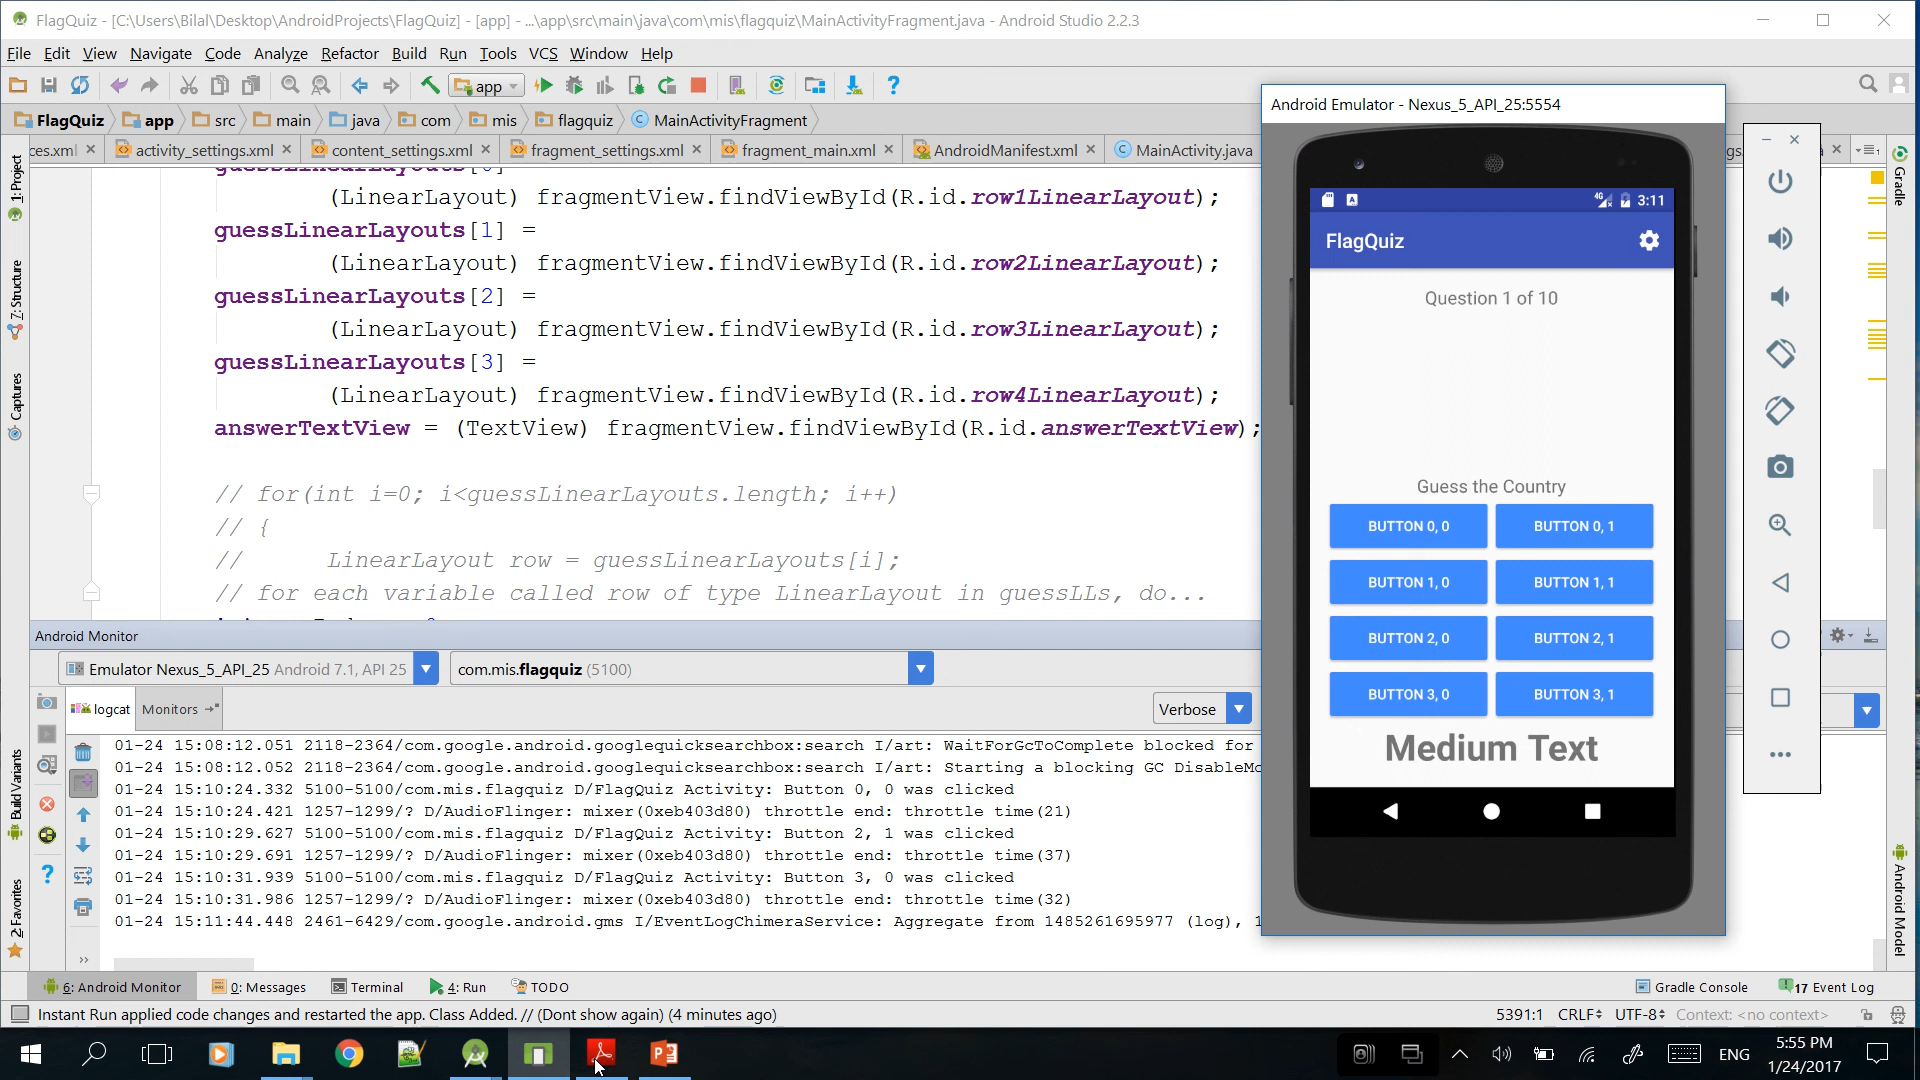 FlagQuiz - [C:\Users\Bilal\Desktop\AndroidProjects\FlagQuiz] - [app] - ...\app\src\main\java\com\mis\flagquiz\MainActivityFragment.java - Android Studio 2.2.3
File Edit View Navigate Code Analyze Refactor Build Run Tools VCS Window Help
app
FlagQuiz app src main java com mis flagquiz MainActivityFragment
ces.xml activity_settings.xml content_settings.xml fragment_settings.xml fragment_main.xml AndroidManifest.xml MainActivity.java
1: Project
7: Structure
Captures
Build Variants
2: Favorites
(LinearLayout) fragmentView.findViewById(R.id.row1LinearLayout);
guessLinearLayouts[1] =
(LinearLayout) fragmentView.findViewById(R.id.row2LinearLayout);
guessLinearLayouts[2] =
(LinearLayout) fragmentView.findViewById(R.id.row3LinearLayout);
guessLinearLayouts[3] =
(LinearLayout) fragmentView.findViewById(R.id.row4LinearLayout);
answerTextView = (TextView) fragmentView.findViewById(R.id.answerTextView);
// for(int i=0; i<guessLinearLayouts.length; i++)
// {
// LinearLayout row = guessLinearLayouts[i];
// for each variable called row of type LinearLayout in guessLLs, do...
Android Monitor
Emulator Nexus_5_API_25 Android 7.1, API 25
com.mis.flagquiz (5100)
logcat Monitors
Verbose
01-24 15:08:12.051 2118-2364/com.google.android.googlequicksearchbox:search I/art: WaitForGcToComplete blocked for
01-24 15:08:12.052 2118-2364/com.google.android.googlequicksearchbox:search I/art: Starting a blocking GC DisableMo
01-24 15:10:24.332 5100-5100/com.mis.flagquiz D/FlagQuiz Activity: Button 0, 0 was clicked
01-24 15:10:24.421 1257-1299/? D/AudioFlinger: mixer(0xeb403d80) throttle end: throttle time(21)
01-24 15:10:29.627 5100-5100/com.mis.flagquiz D/FlagQuiz Activity: Button 2, 1 was clicked
01-24 15:10:29.691 1257-1299/? D/AudioFlinger: mixer(0xeb403d80) throttle end: throttle time(37)
01-24 15:10:31.939 5100-5100/com.mis.flagquiz D/FlagQuiz Activity: Button 3, 0 was clicked
01-24 15:10:31.986 1257-1299/? D/AudioFlinger: mixer(0xeb403d80) throttle end: throttle time(32)
01-24 15:11:44.448 2461-6429/com.google.android.gms I/EventLogChimeraService: Aggregate from 1485261695977 (log), 1
Android Emulator - Nexus_5_API_25:5554
4G 3:11
FlagQuiz
Question 1 of 10
Guess the Country
BUTTON 0, 0 BUTTON 0, 1
BUTTON 1, 0 BUTTON 1, 1
BUTTON 2, 0 BUTTON 2, 1
BUTTON 3, 0 BUTTON 3, 1
Medium Text
Gradle
Android Model
6: Android Monitor 0: Messages Terminal 4: Run TODO
Gradle Console 17 Event Log
Instant Run applied code changes and restarted the app. Class Added. // (Dont show again) (4 minutes ago)
5391:1 CRLF UTF-8 Context: <no context>
ENG
5:55 PM
1/24/2017